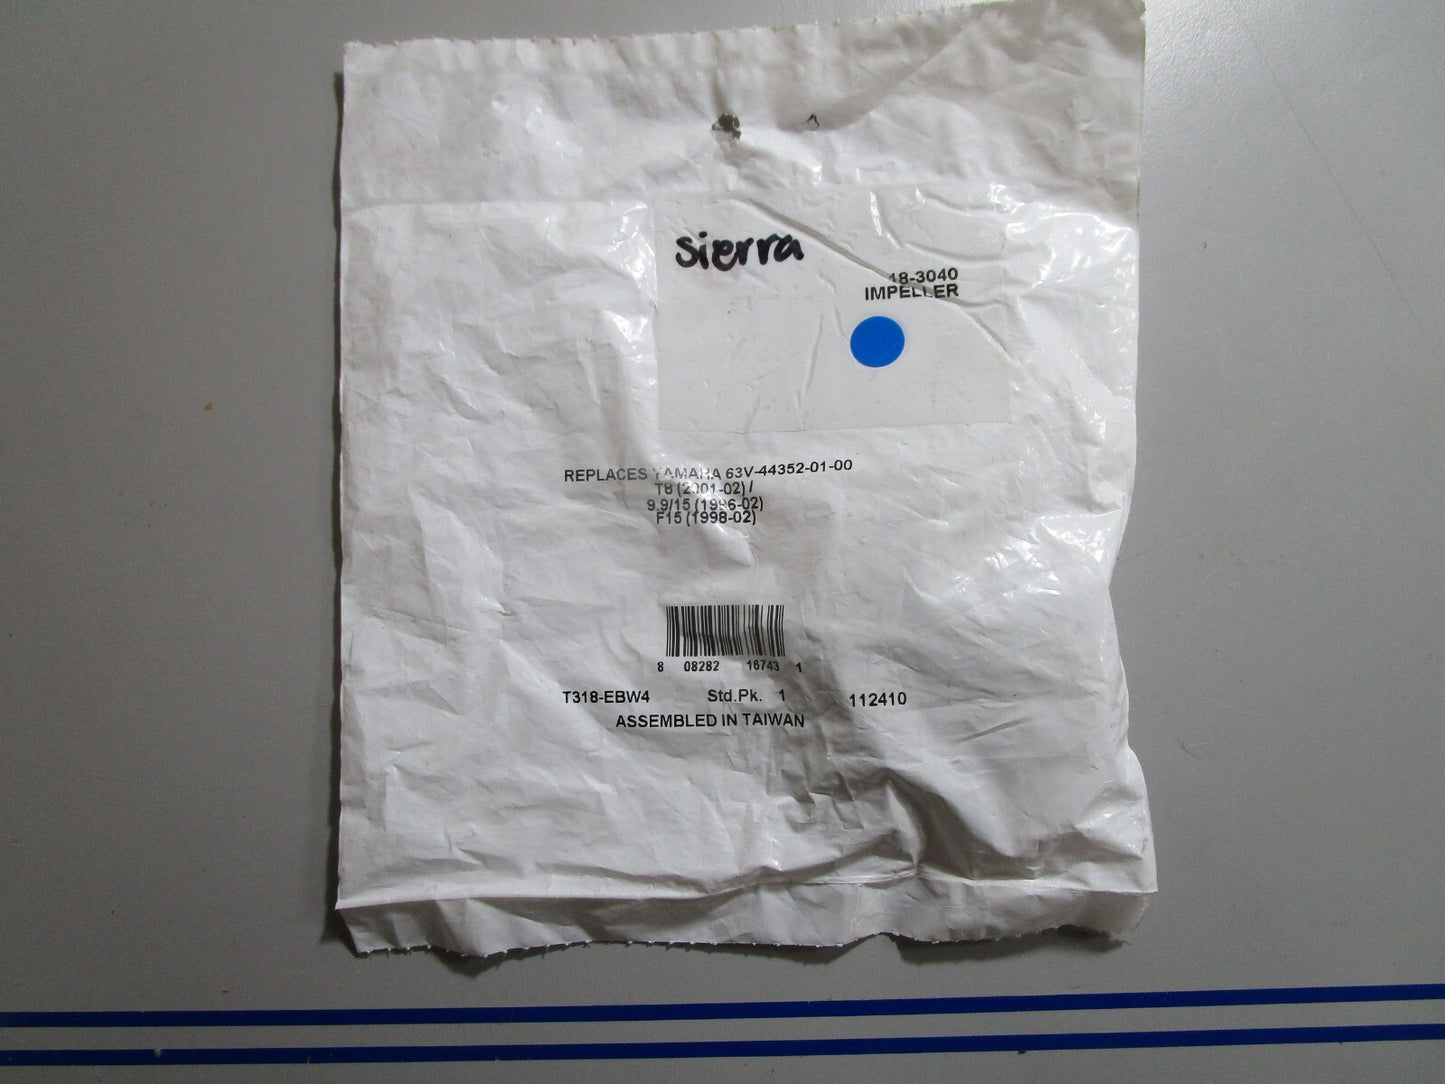 sierra
18-3040
IMPELLER
REPLACES YAMAHA 63V-44352-01-00
T8 (2001-02) /
9.9/15 (1996-02)
F15 (1998-02)
8 08282 16743 1
T318-EBW4 Std.Pk. 1 112410
ASSEMBLED IN TAIWAN